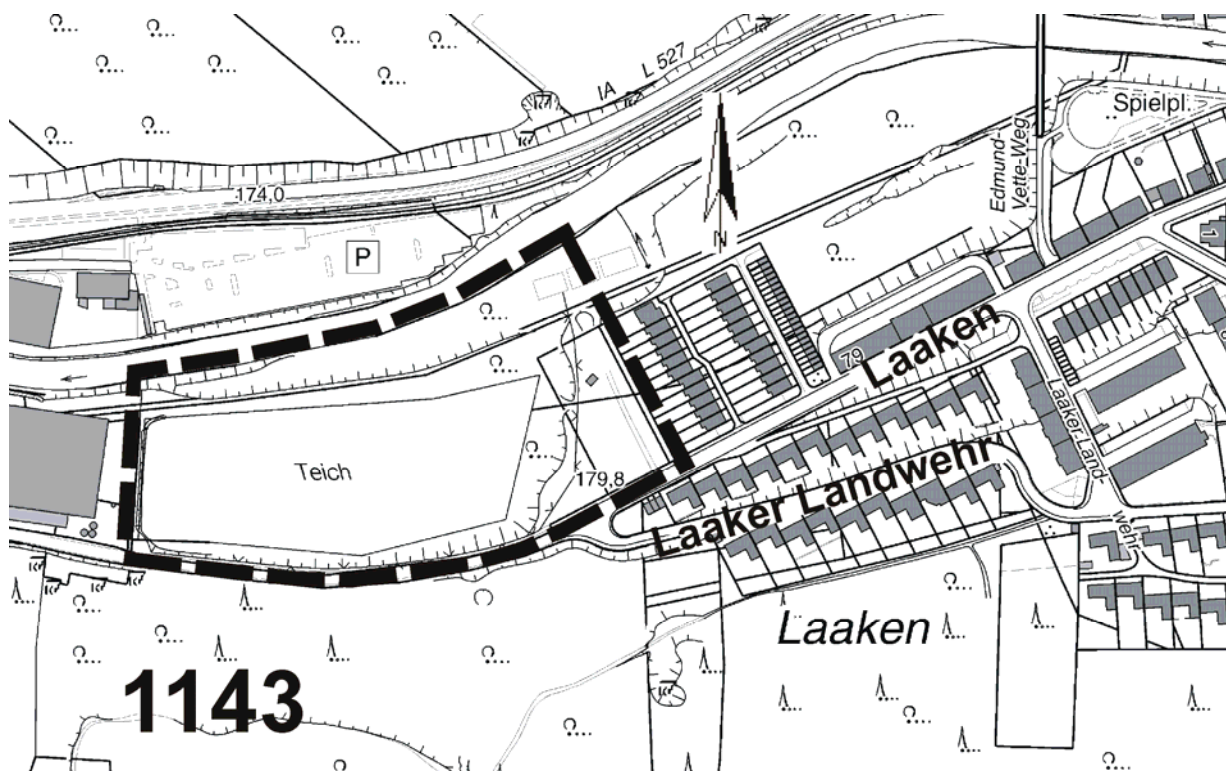 IA L 527
174,0
P
N
Edmund-
Vette-Weg
Spielpl.
1
79
Laaken
Laaker-Land-
wehr
Teich
179,8
Laaker Landwehr
Laaken
1143